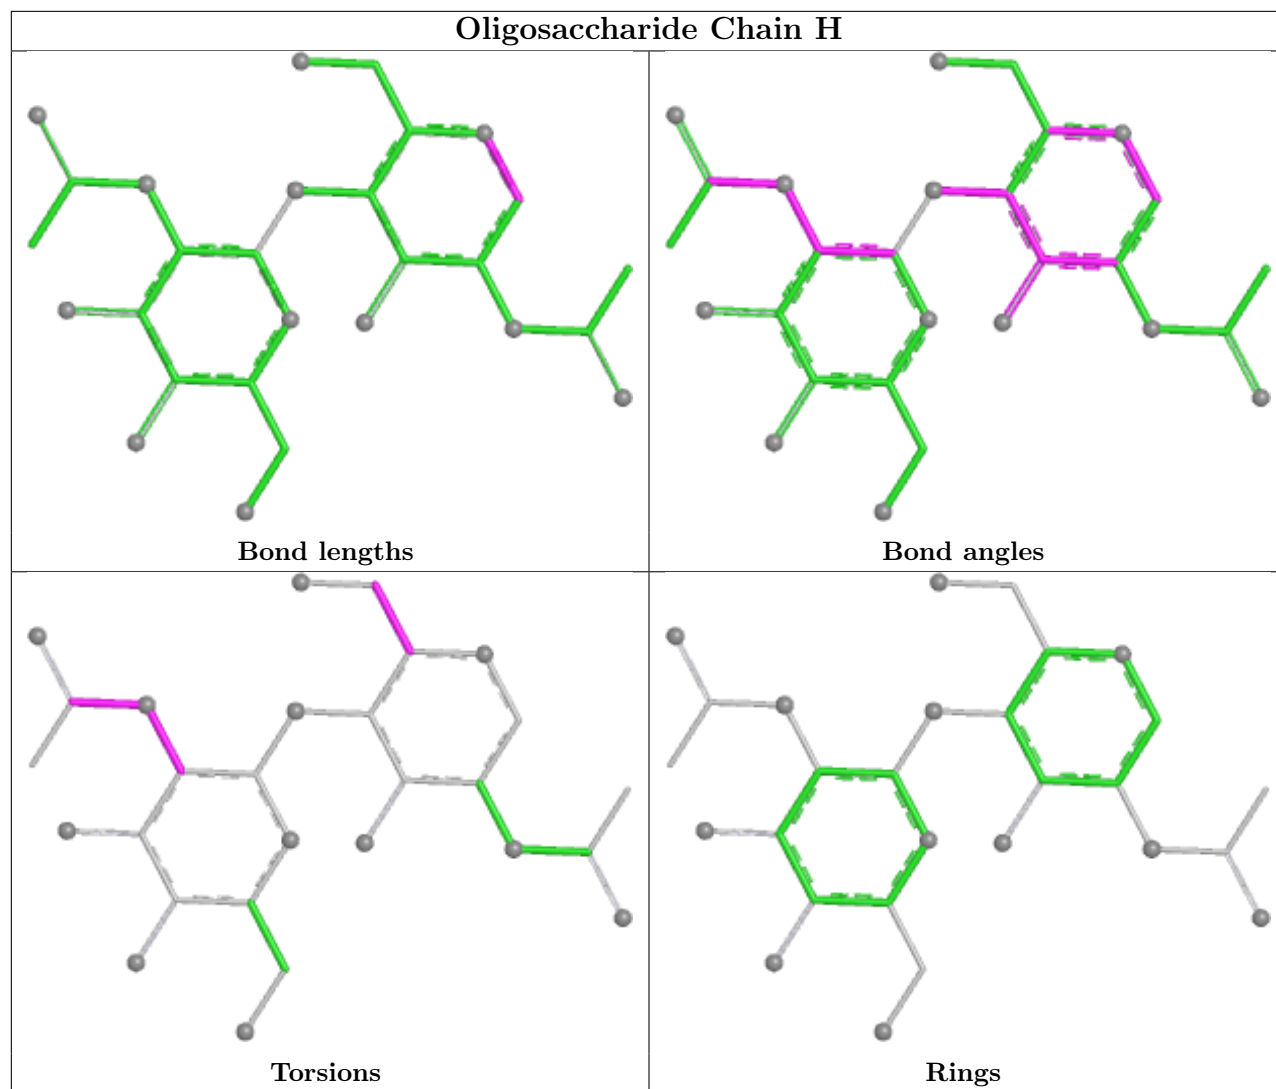 Oligosaccharide Chain H
Bond lengths
Bond angles
Torsions
Rings